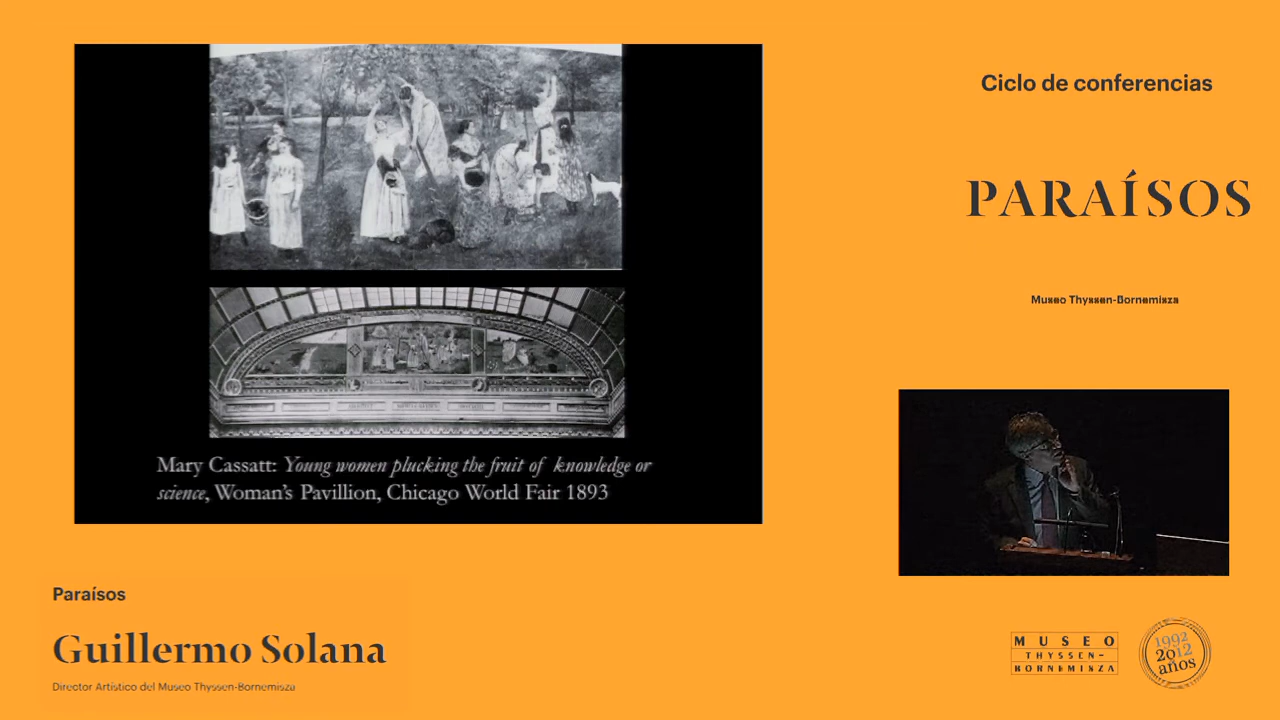 Ciclo de conferencias
PARAÍSOS
Museo Thyssen-Bornemisza
Mary Cassatt: Young women plucking the fruit of knowledge or
science, Woman's Pavillion, Chicago World Fair 1893
Paraísos
Guillermo Solana
Director Artístico del Museo Thyssen-Bornemisza
MUSEO
THYSSEN-
BORNEMISZA
1992
2012
años